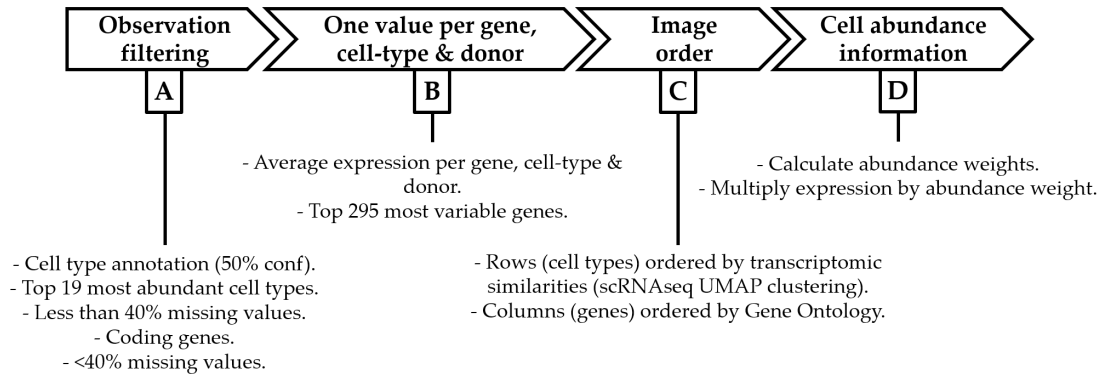 Observation
filtering
One value per gene,
cell-type & donor
Image
order
Cell abundance
information
A
B
C
D
- Average expression per gene, cell-type &
donor.
- Top 295 most variable genes.
- Calculate abundance weights.
- Multiply expression by abundance weight.
- Cell type annotation (50% conf).
- Top 19 most abundant cell types.
- Less than 40% missing values.
- Coding genes.
- <40% missing values.
- Rows (cell types) ordered by transcriptomic
similarities (scRNAseq UMAP clustering).
- Columns (genes) ordered by Gene Ontology.